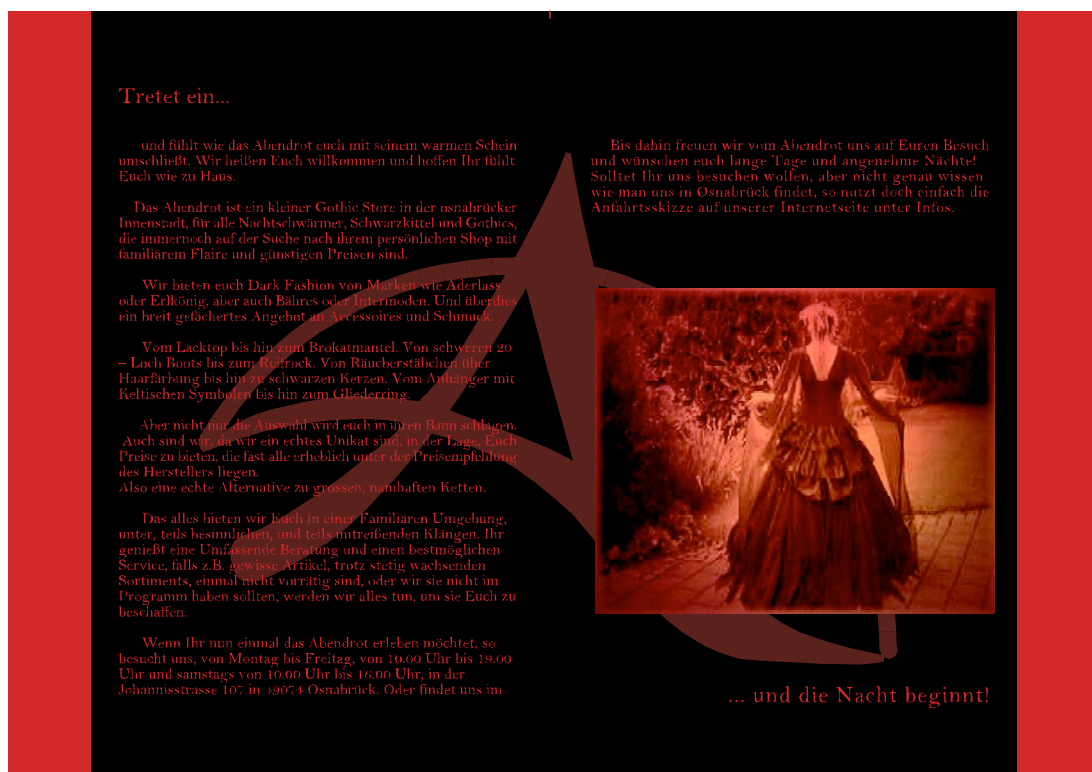 Tretet ein...
und fühlt wie das Abendrot euch mit seinem warmen Schein
umschließt. Wir heißen Euch willkommen und hoffen Ihr fühlt
Euch wie zu Haus.
Das Abendrot ist ein kleiner Gothic Store in der osnabrücker
Innenstadt, für alle Nachtschwärmer, Schwarzkittel und Gothics,
die immernoch auf der Suche nach ihrem persönlichen Shop mit
familiärem Flaire und günstigen Preisen sind.
Wir bieten euch Dark Fashion von Marken wie Aderlass
oder Erlkönig, aber auch Bähres oder Intermoden. Und überdies
ein breit gefächertes Angebot an Accessoires und Schmuck.
Vom Lacktop bis hin zum Brokatmantel. Von schweren 20
– Loch Boots bis zum Reifrock. Von Räucherstäbchen über
Haarfärbung bis hin zu schwarzen Kerzen. Vom Anhänger mit
Keltischen Symbolen bis hin zum Gliederring.
Aber nicht nur die Auswahl wird euch in ihren Bann schlagen.
Auch sind wir, da wir ein echtes Unikat sind, in der Lage, Euch
Preise zu bieten, die fast alle erheblich unter der Preisempfehlung
des Herstellers liegen.
Also eine echte Alternative zu grossen, namhaften Ketten.
Das alles bieten wir Euch in einer Familiären Umgebung,
unter, teils besinnlichen, und teils mitreißenden Klängen. Ihr
genießt eine Umfassende Beratung und einen bestmöglichen
Service, falls z.B. gewisse Artikel, trotz stetig wachsenden
Sortiments, einmal nicht vorrätig sind, oder wir sie nicht im
Programm haben sollten, werden wir alles tun, um sie Euch zu
beschaffen.
Wenn Ihr nun einmal das Abendrot erleben möchtet, so
besucht uns, von Montag bis Freitag, von 10.00 Uhr bis 19.00
Uhr und samstags von 10.00 Uhr bis 16.00 Uhr, in der
Johannisstrasse 107 in 49074 Osnabrück. Oder findet uns im
Bis dahin freuen wir vom Abendrot uns auf Euren Besuch
und wünschen euch lange Tage und angenehme Nächte!
Solltet Ihr uns besuchen wollen, aber nicht genau wissen
wie man uns in Osnabrück findet, so nutzt doch einfach die
Anfahrtsskizze auf unserer Internetseite unter Infos.
... und die Nacht beginnt!